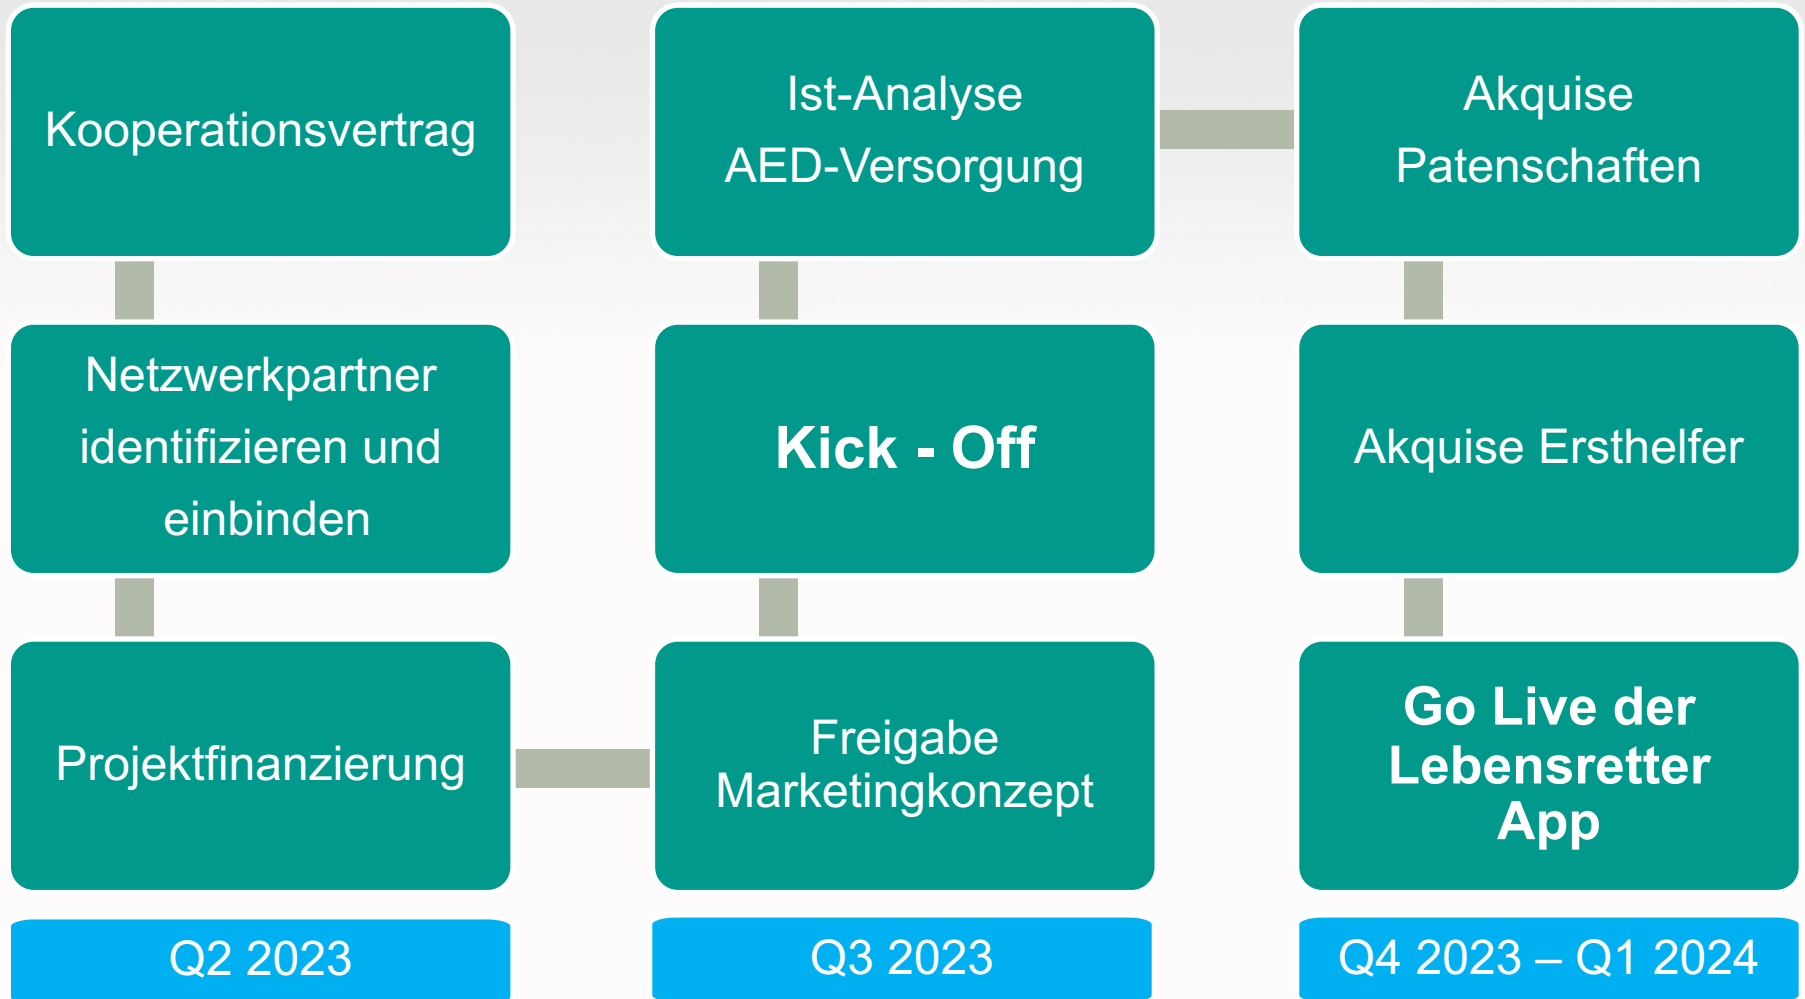 Kooperationsvertrag
Netzwerkpartner
identifizieren und
einbinden
Projektfinanzierung
Q2 2023
Ist-Analyse
AED-Versorgung
Kick - Off
Freigabe
Marketingkonzept
Q3 2023
Akquise
Patenschaften
Akquise Ersthelfer
Go Live der
Lebensretter
App
Q4 2023 – Q1 2024